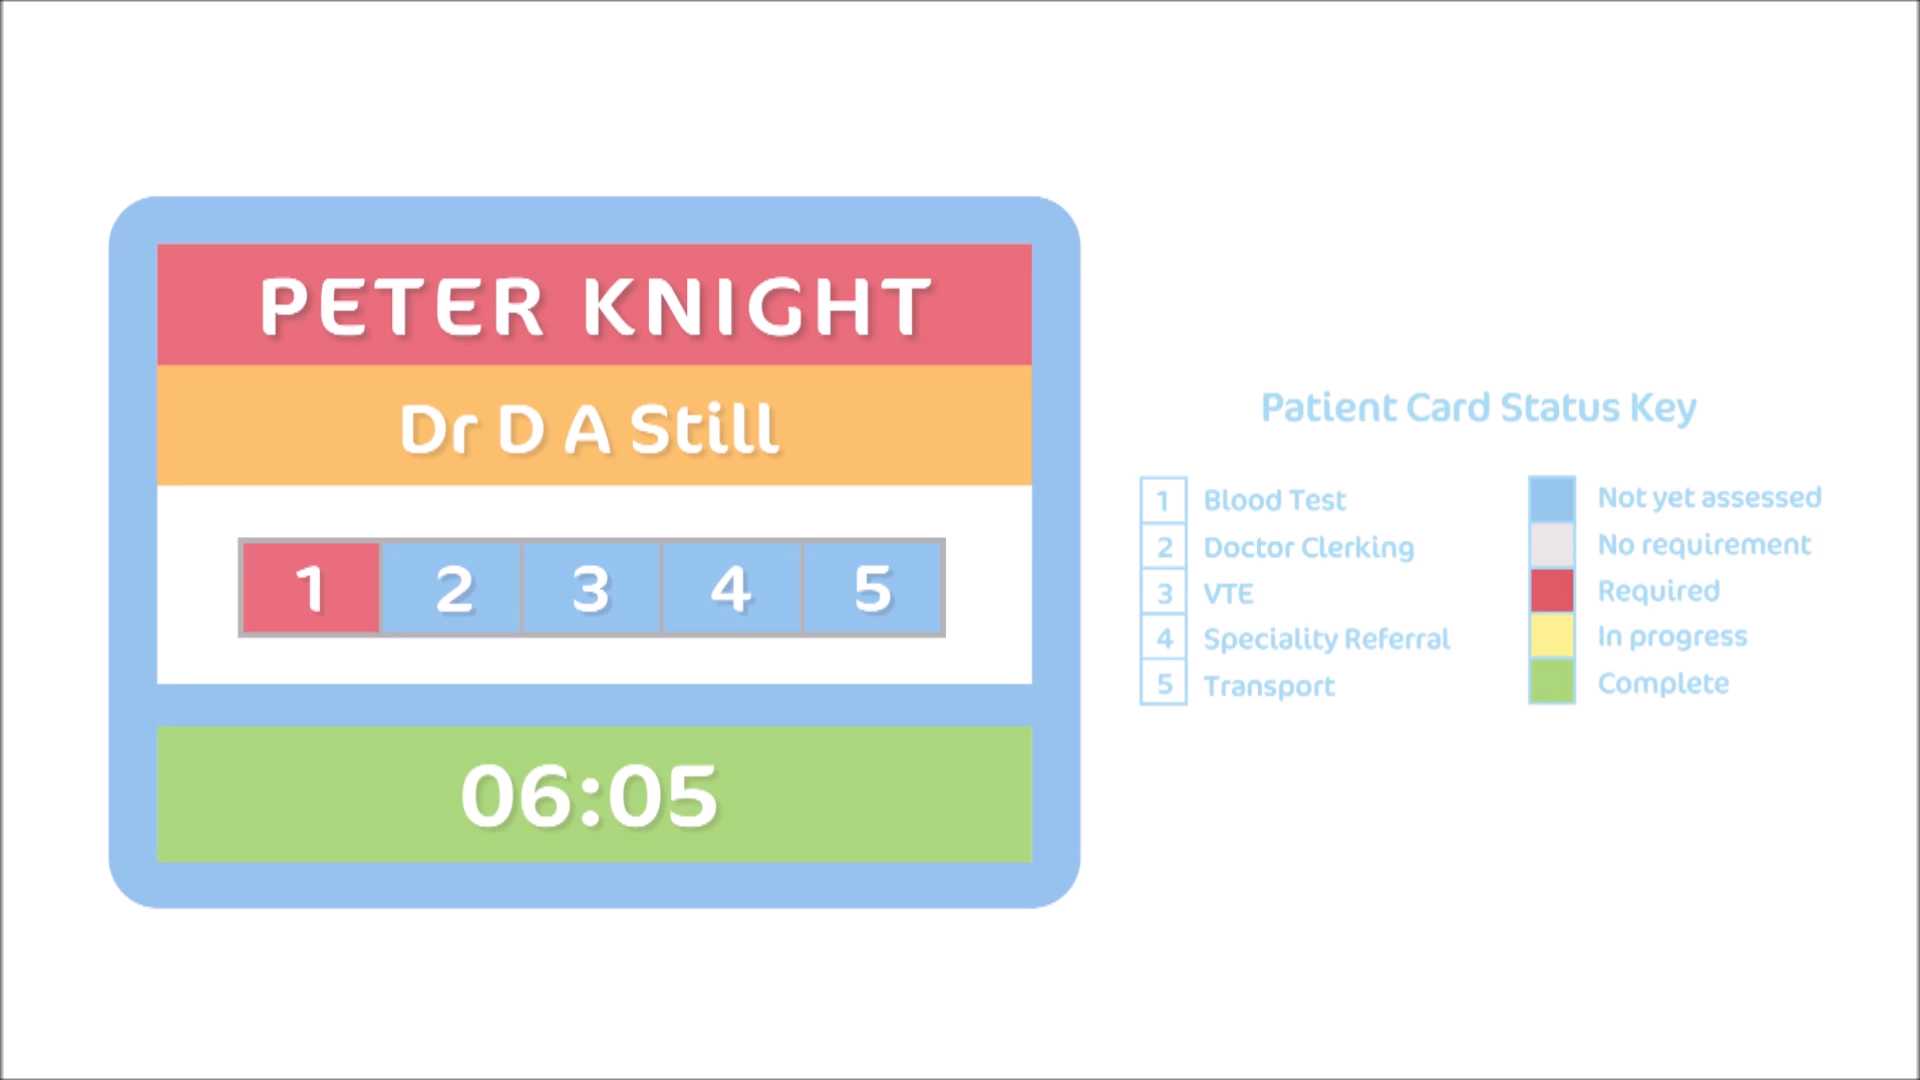 PETER KNIGHT
Dr D A Still
1 2 3 4 5
06:05
Patient Card Status Key
1 Blood Test
2 Doctor Clerking
3 VTE
4 Speciality Referral
5 Transport
Not yet assessed
No requirement
Required
In progress
Complete